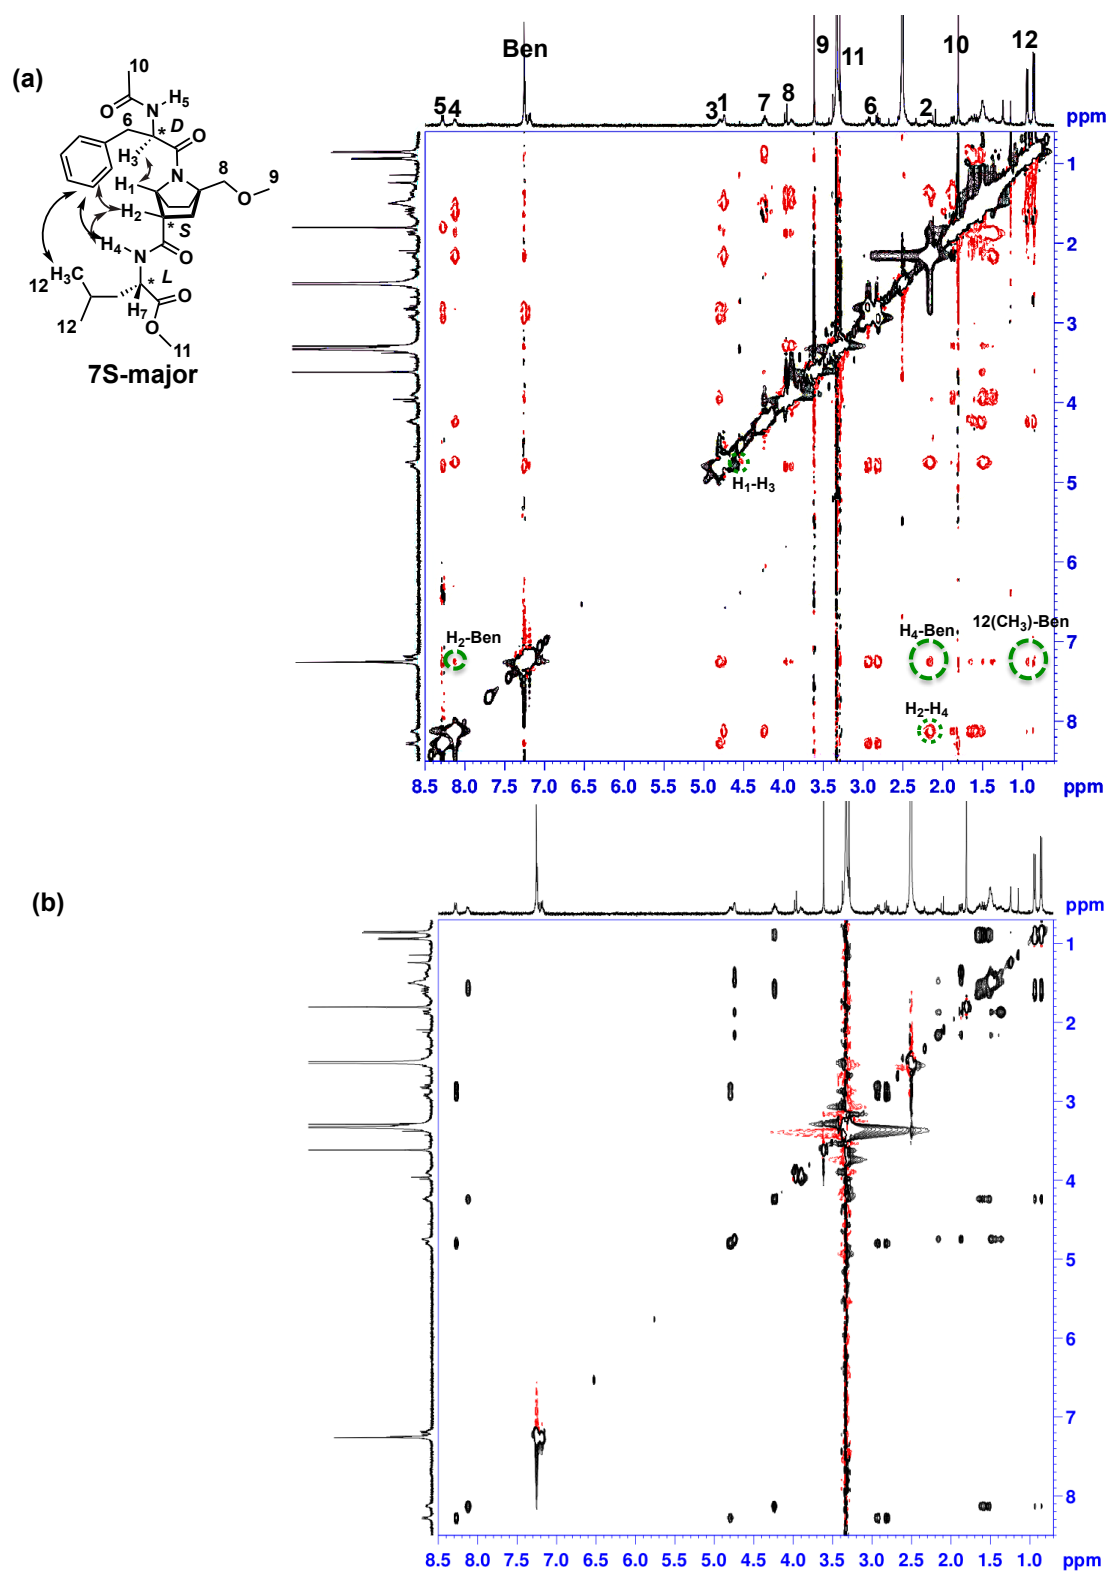 (a)
Ben
9
11
10
12
5 4
3 1
7
8
6
2
ppm
10
O
N
H5
6
*
D
H3
O
N
8
9
O
H1
H2
*
S
H4
N
O
12
H3C
*
L
12
H7
O
O
11
7S-major
1
2
3
4
5
6
7
8
H1-H3
H2-Ben
H4-Ben
12(CH3)-Ben
H2-H4
8.5 8.0 7.5 7.0 6.5 6.0 5.5 5.0 4.5 4.0 3.5 3.0 2.5 2.0 1.5 1.0 ppm
(b)
ppm
1
2
3
4
5
6
7
8
8.5 8.0 7.5 7.0 6.5 6.0 5.5 5.0 4.5 4.0 3.5 3.0 2.5 2.0 1.5 1.0 ppm